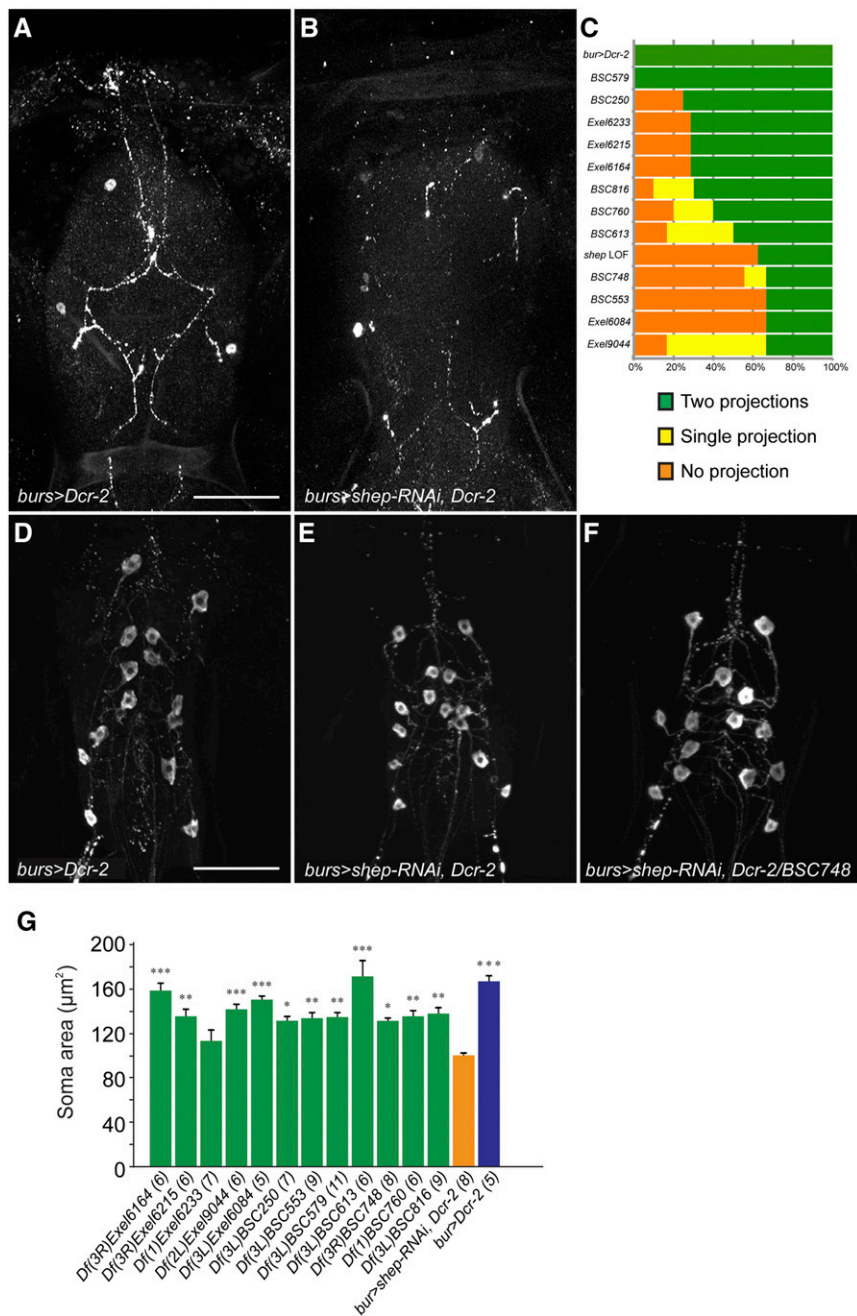 A
burs>Dcr-2
B
burs>shep-RNAi, Dcr-2
C
bur>Dcr-2
BSC579
BSC250
Exel6233
Exel6215
Exel6164
BSC816
BSC760
BSC613
shep LOF
BSC748
BSC553
Exel6084
Exel9044
0% 20% 40% 60% 80% 100%
Two projections
Single projection
No projection
D
burs>Dcr-2
E
burs>shep-RNAi, Dcr-2
F
burs>shep-RNAi, Dcr-2/BSC748
G
Soma area (µm²)
200
160
120
80
40
0
*** ** *** *** * ** ** *** * ** ** ***
Df(3R)Exel6164 (6)
Df(3R)Exel6215 (6)
Df(1)Exel6233 (7)
Df(2L)Exel9044 (6)
Df(3L)Exel6084 (5)
Df(3L)BSC250 (7)
Df(3L)BSC553 (9)
Df(3L)BSC579 (11)
Df(3L)BSC613 (6)
Df(3R)BSC748 (8)
Df(1)BSC760 (6)
Df(3L)BSC816 (9)
bur>shep-RNAi, Dcr-2 (8)
bur>Dcr-2 (5)